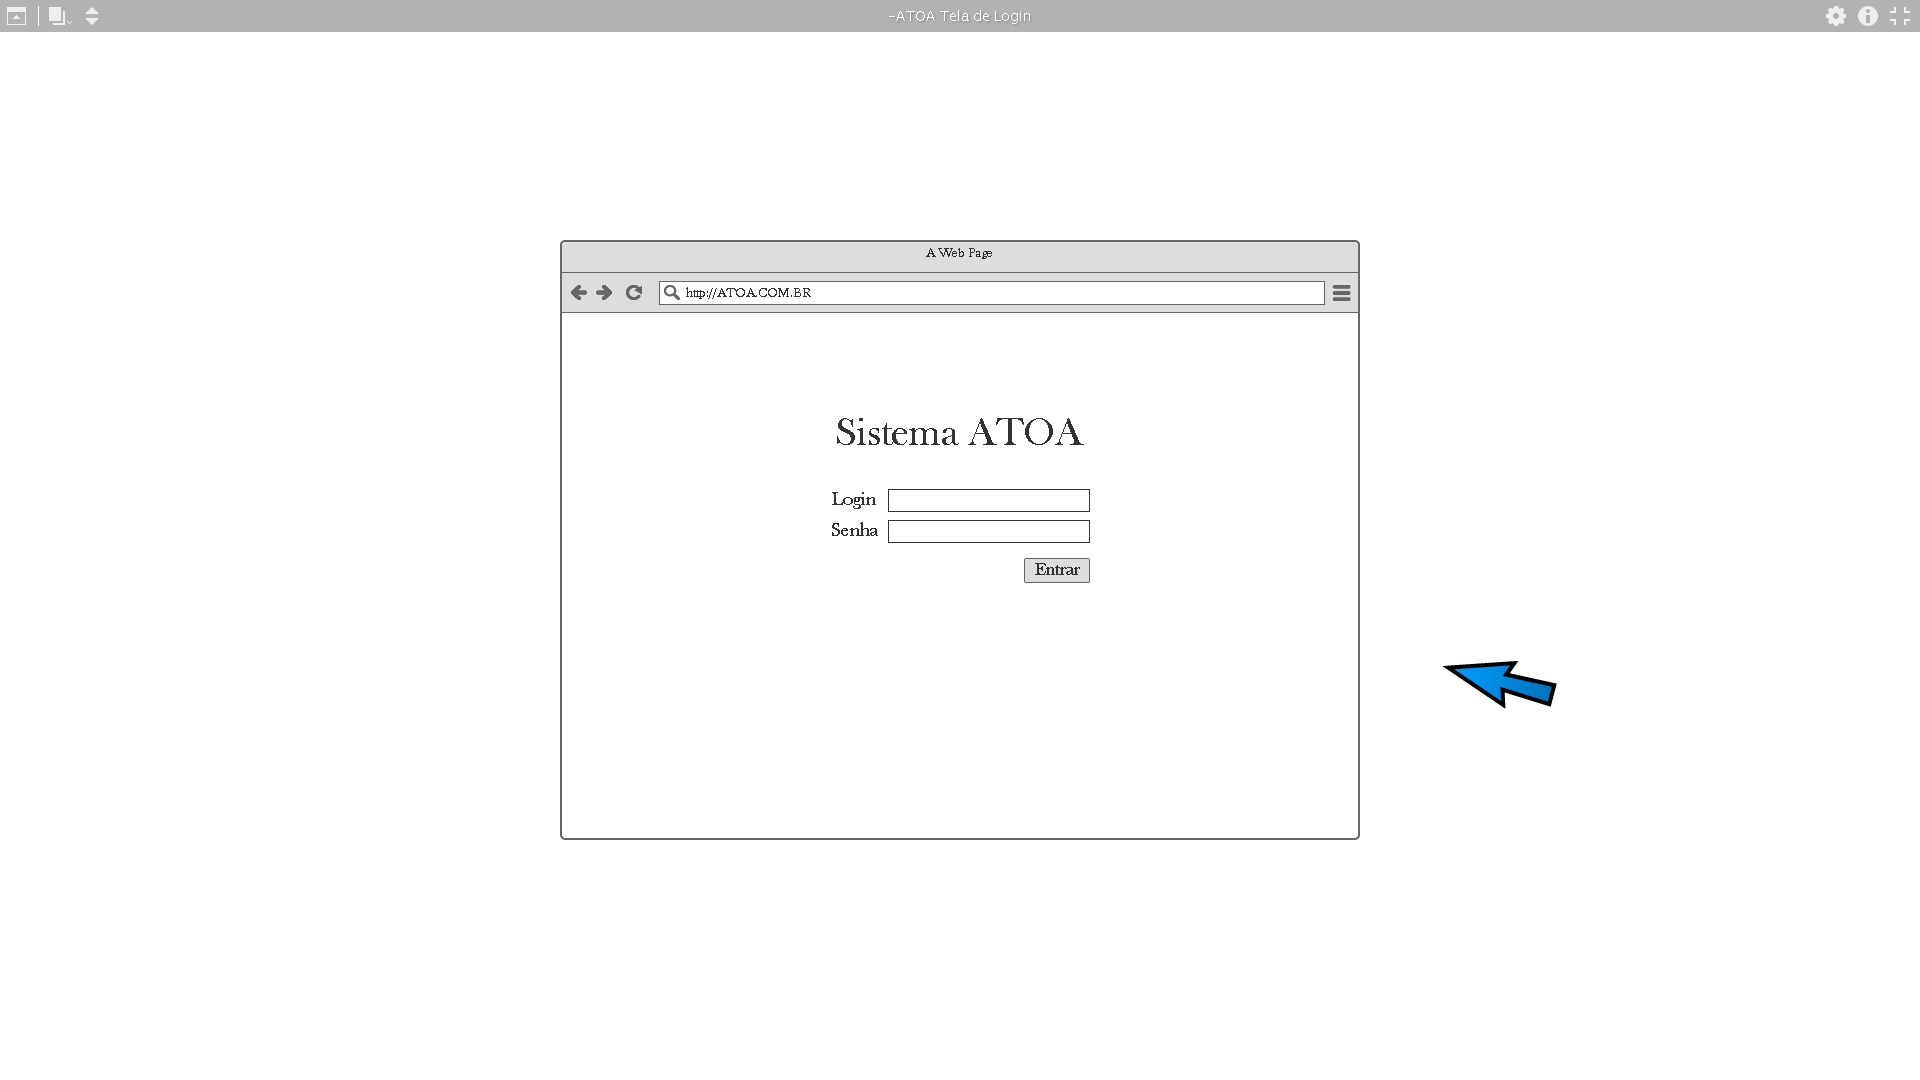 -ATOA Tela de Login
A Web Page
http://ATOA.COM.BR
Sistema ATOA
Login
Senha
Entrar